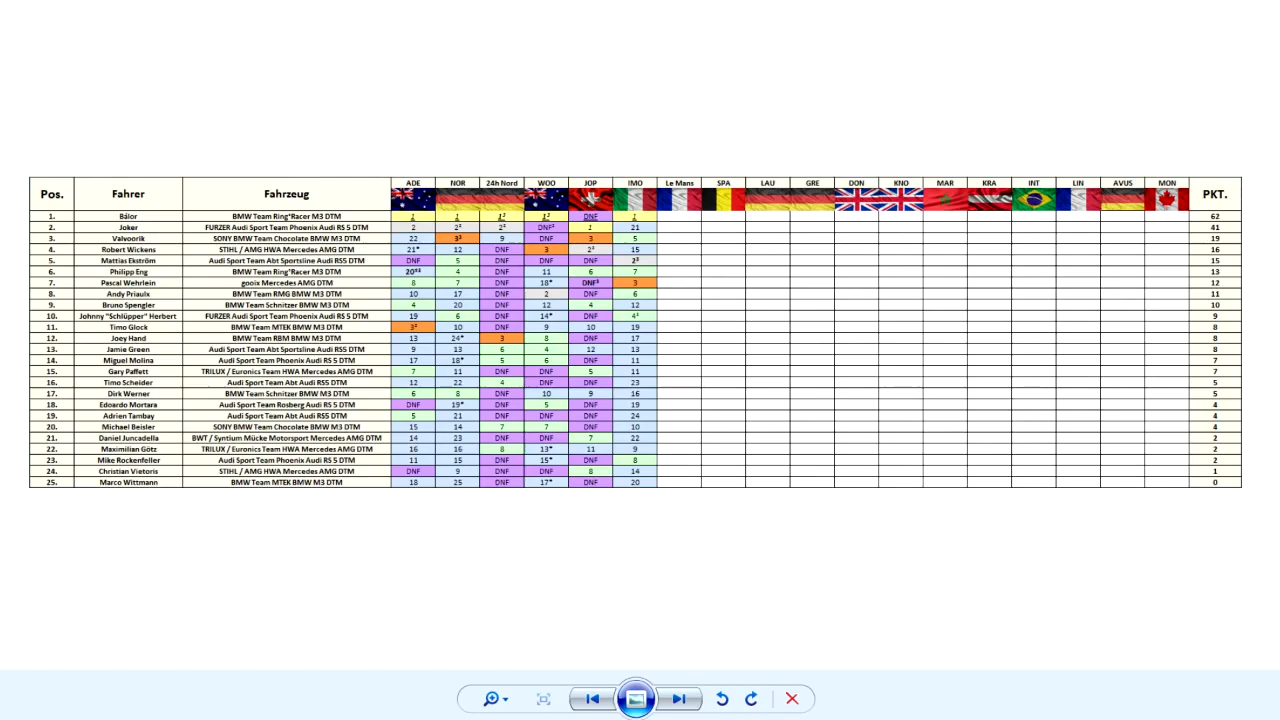 Pos. Fahrer Fahrzeug ADE NOR 24h Nord WOO JOP IMO Le Mans SPA LAU GRE DON KNO MAR KRA INT LIN AVUS MON PKT.
1. Bálor BMW Team Ring°Racer M3 DTM 1 1 1² 1² DNF 1 62
2. Joker FURZER Audi Sport Team Phoenix Audi RS 5 DTM 2 2² 2³ DNF³ 1 21 41
3. Valvoorik SONY BMW Team Chocolate BMW M3 DTM 22 3³ 9 DNF 3 5 19
4. Robert Wickens STIHL / AMG HWA Mercedes AMG DTM 21* 12 DNF 3 2² 15 16
5. Mattias Ekström Audi Sport Team Abt Sportsline Audi RS5 DTM DNF 5 DNF DNF DNF 2³ 15
6. Philipp Eng BMW Team Ring°Racer M3 DTM 20*³ 4 DNF 11 6 7 13
7. Pascal Wehrlein gooix Mercedes AMG DTM 8 7 DNF 18* DNF³ 3 12
8. Andy Priaulx BMW Team RMG BMW M3 DTM 10 17 DNF 2 DNF 6 11
9. Bruno Spengler BMW Team Schnitzer BMW M3 DTM 4 20 DNF 12 4 12 10
10. Johnny "Schlüpper" Herbert FURZER Audi Sport Team Phoenix Audi RS 5 DTM 19 6 DNF 14* DNF 4² 9
11. Timo Glock BMW Team MTEK BMW M3 DTM 3² 10 DNF 9 10 19 8
12. Joey Hand BMW Team RBM BMW M3 DTM 13 24* 3 8 DNF 17 8
13. Jamie Green Audi Sport Team Abt Sportsline Audi RS5 DTM 9 13 6 4 12 13 8
14. Miguel Molina Audi Sport Team Phoenix Audi RS 5 DTM 17 18* 5 6 DNF 11 7
15. Gary Paffett TRILUX / Euronics Team HWA Mercedes AMG DTM 7 11 DNF DNF 5 11 7
16. Timo Scheider Audi Sport Team Abt Audi RS5 DTM 12 22 4 DNF DNF 23 5
17. Dirk Werner BMW Team Schnitzer BMW M3 DTM 6 8 DNF 10 9 16 5
18. Edoardo Mortara Audi Sport Team Rosberg Audi RS 5 DTM DNF 19* DNF 5 DNF 19 4
19. Adrien Tambay Audi Sport Team Abt Audi RS5 DTM 5 21 DNF DNF DNF 24 4
20. Michael Beisler SONY BMW Team Chocolate BMW M3 DTM 15 14 7 7 DNF 10 4
21. Daniel Juncadella BWT / Syntium Mücke Motorsport Mercedes AMG DTM 14 23 DNF DNF 7 22 2
22. Maximilian Götz TRILUX / Euronics Team HWA Mercedes AMG DTM 16 16 8 13* 11 9 2
23. Mike Rockenfeller Audi Sport Team Phoenix Audi RS 5 DTM 11 15 DNF 15* DNF 8 2
24. Christian Vietoris STIHL / AMG HWA Mercedes AMG DTM DNF 9 DNF DNF 8 14 1
25. Marco Wittmann BMW Team MTEK BMW M3 DTM 18 25 DNF 17* DNF 20 0